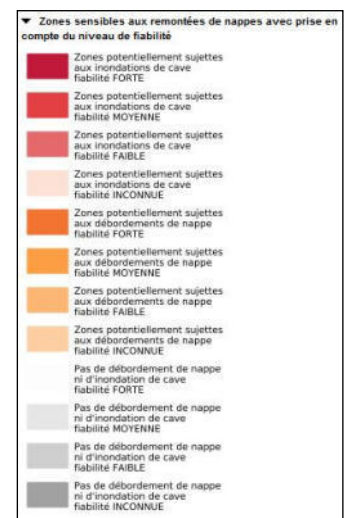 ▼ Zones sensibles aux remontées de nappes avec prise en
compte du niveau de fiabilité
Zones potentiellement sujettes
aux inondations de cave
fiabilité FORTE
Zones potentiellement sujettes
aux inondations de cave
fiabilité MOYENNE
Zones potentiellement sujettes
aux inondations de cave
fiabilité FAIBLE
Zones potentiellement sujettes
aux inondations de cave
fiabilité INCONNUE
Zones potentiellement sujettes
aux débordements de nappe
fiabilité FORTE
Zones potentiellement sujettes
aux débordements de nappe
fiabilité MOYENNE
Zones potentiellement sujettes
aux débordements de nappe
fiabilité FAIBLE
Zones potentiellement sujettes
aux débordements de nappe
fiabilité INCONNUE
Pas de débordement de nappe
ni d'inondation de cave
fiabilité FORTE
Pas de débordement de nappe
ni d'inondation de cave
fiabilité MOYENNE
Pas de débordement de nappe
ni d'inondation de cave
fiabilité FAIBLE
Pas de débordement de nappe
ni d'inondation de cave
fiabilité INCONNUE